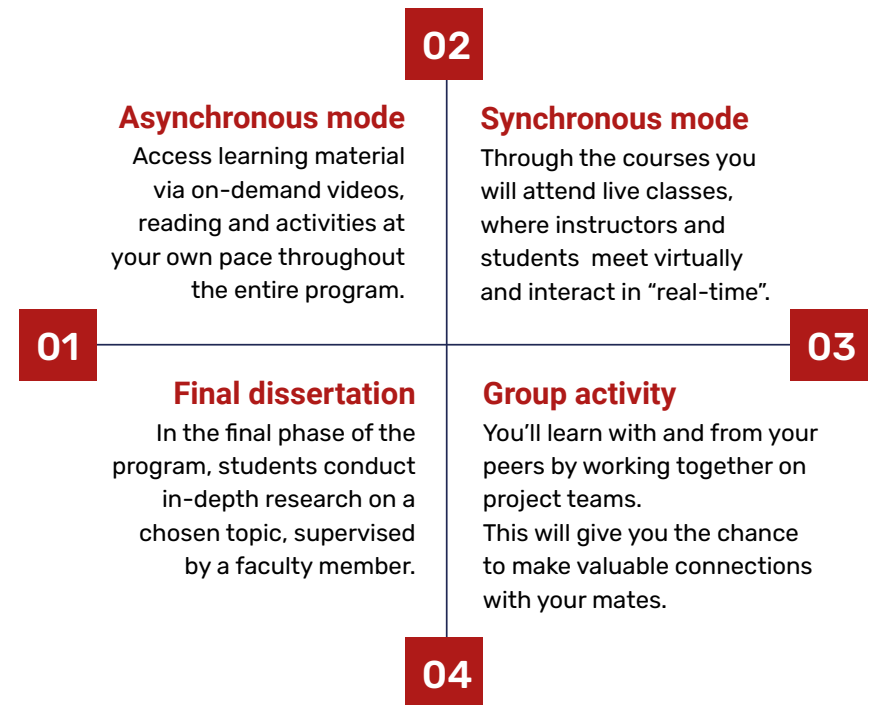 02
Asynchronous mode
Access learning material
via on-demand videos,
reading and activities at
your own pace throughout
the entire program.
Synchronous mode
Through the courses you
will attend live classes,
where instructors and
students  meet virtually
and interact in “real-time”.
01
03
Final dissertation
In the final phase of the
program, students conduct
in-depth research on a
chosen topic, supervised
by a faculty member.
Group activity
You’ll learn with and from your
peers by working together on
project teams.
This will give you the chance
to make valuable connections
with your mates.
04